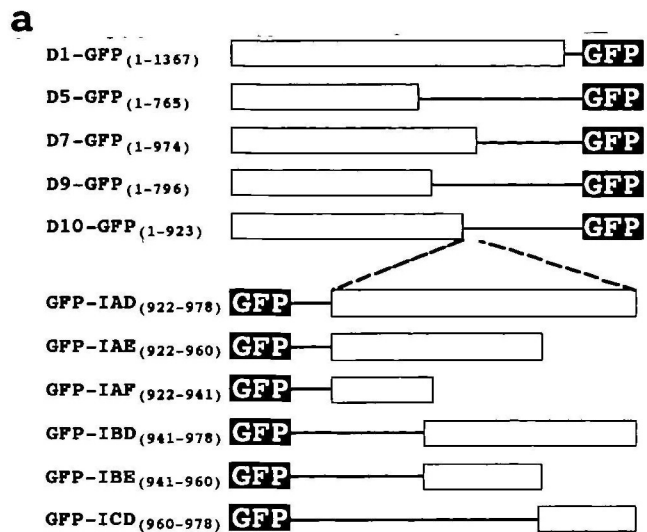 a
D1-GFP(1-1367) GFP
D5-GFP(1-765) GFP
D7-GFP(1-974) GFP
D9-GFP(1-796) GFP
D10-GFP(1-923) GFP
GFP-IAD(922-978) GFP
GFP-IAE(922-960) GFP
GFP-IAF(922-941) GFP
GFP-IBD(941-978) GFP
GFP-IBE(941-960) GFP
GFP-ICD(960-978) GFP